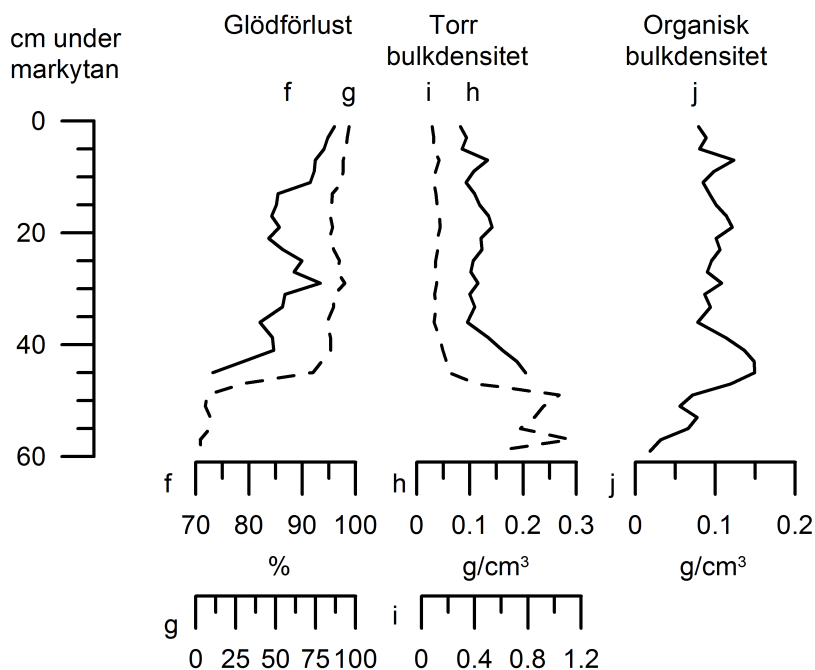 Glödförlust Torr Organisk
cm under bulkdensitet bulkdensitet
markytan
f g i h j
0
20
40
60
f h j
70 80 90 100 0 0.1 0.2 0.3 0 0.1 0.2
% g/cm³ g/cm³
g i
0 25 50 75 100 0 0.4 0.8 1.2